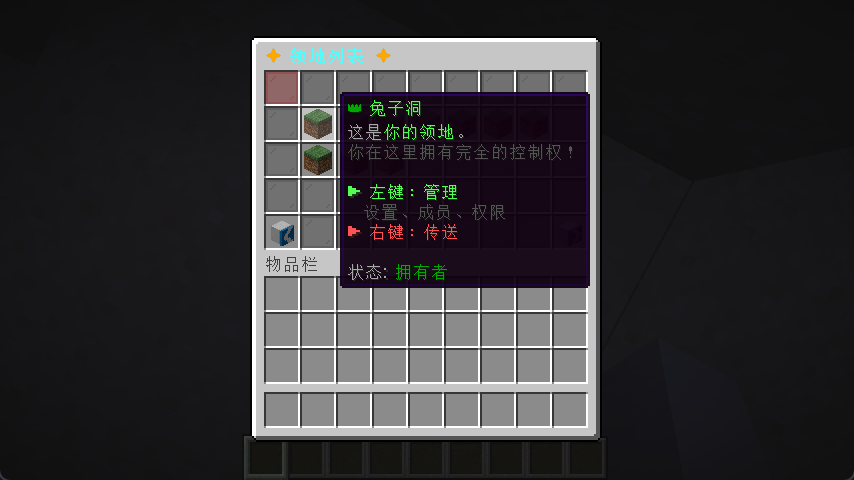 领地列表
兔子洞
这是你的领地。
你在这里拥有完全的控制权！
左键：管理
设置、成员、权限
右键：传送
状态: 拥有者
物品栏